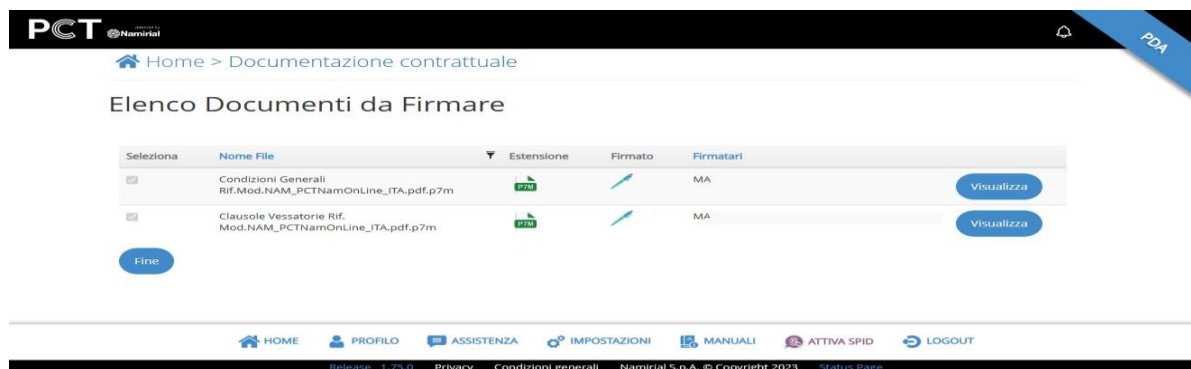 PCT Namirial
PDA
Home > Documentazione contrattuale
Elenco Documenti da Firmare
Seleziona Nome File Estensione Firmato Firmatari
Condizioni Generali
Rif.Mod.NAM_PCTNamOnLine_ITA.pdf.p7m
P7M
MA
Visualizza
Clausole Vessatorie Rif.
Mod.NAM_PCTNamOnLine_ITA.pdf.p7m
P7M
MA
Visualizza
Fine
HOME PROFILO ASSISTENZA IMPOSTAZIONI MANUALI ATTIVA SPID LOGOUT
Release 1.75.0 Privacy Condizioni generali Namirial S.p.A. © Copyright 2023 Status Page